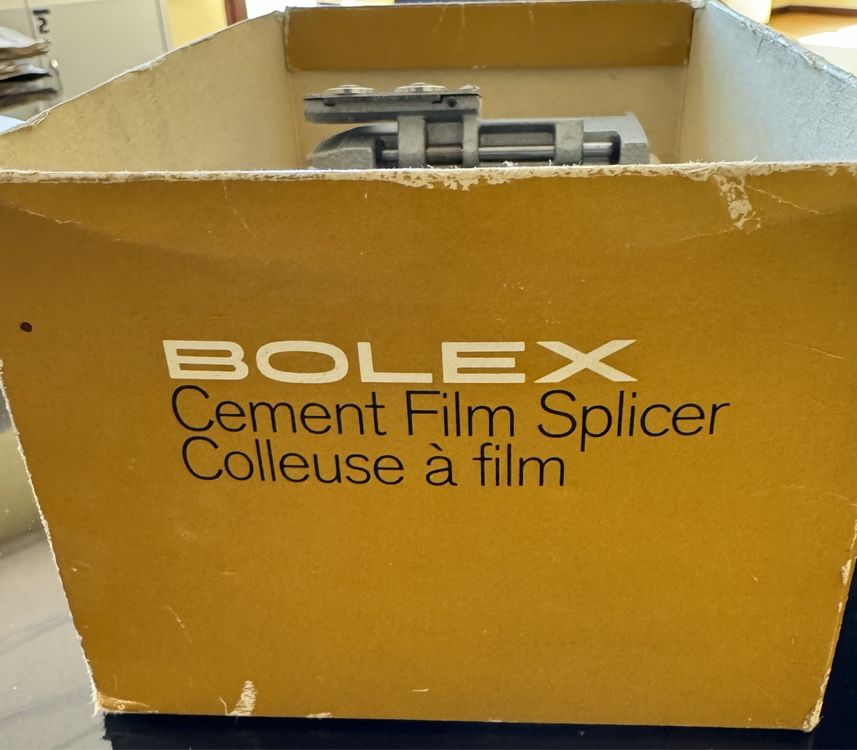 BOLEX
Cement Film Splicer
Colleuse à film